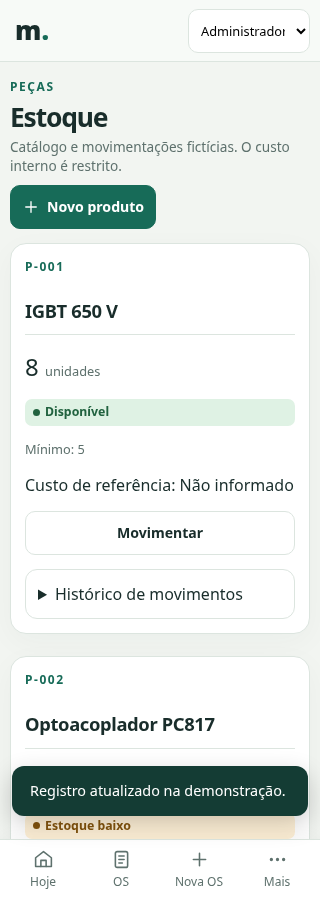 m.
Administrador
PEÇAS
Estoque
Catálogo e movimentações fictícias. O custo
interno é restrito.
Novo produto
P-001
IGBT 650 V
8 unidades
Disponível
Mínimo: 5
Custo de referência: Não informado
Movimentar
Histórico de movimentos
P-002
Optoacoplador PC817
Registro atualizado na demonstração.
Estoque baixo
Hoje
OS
Nova OS
Mais